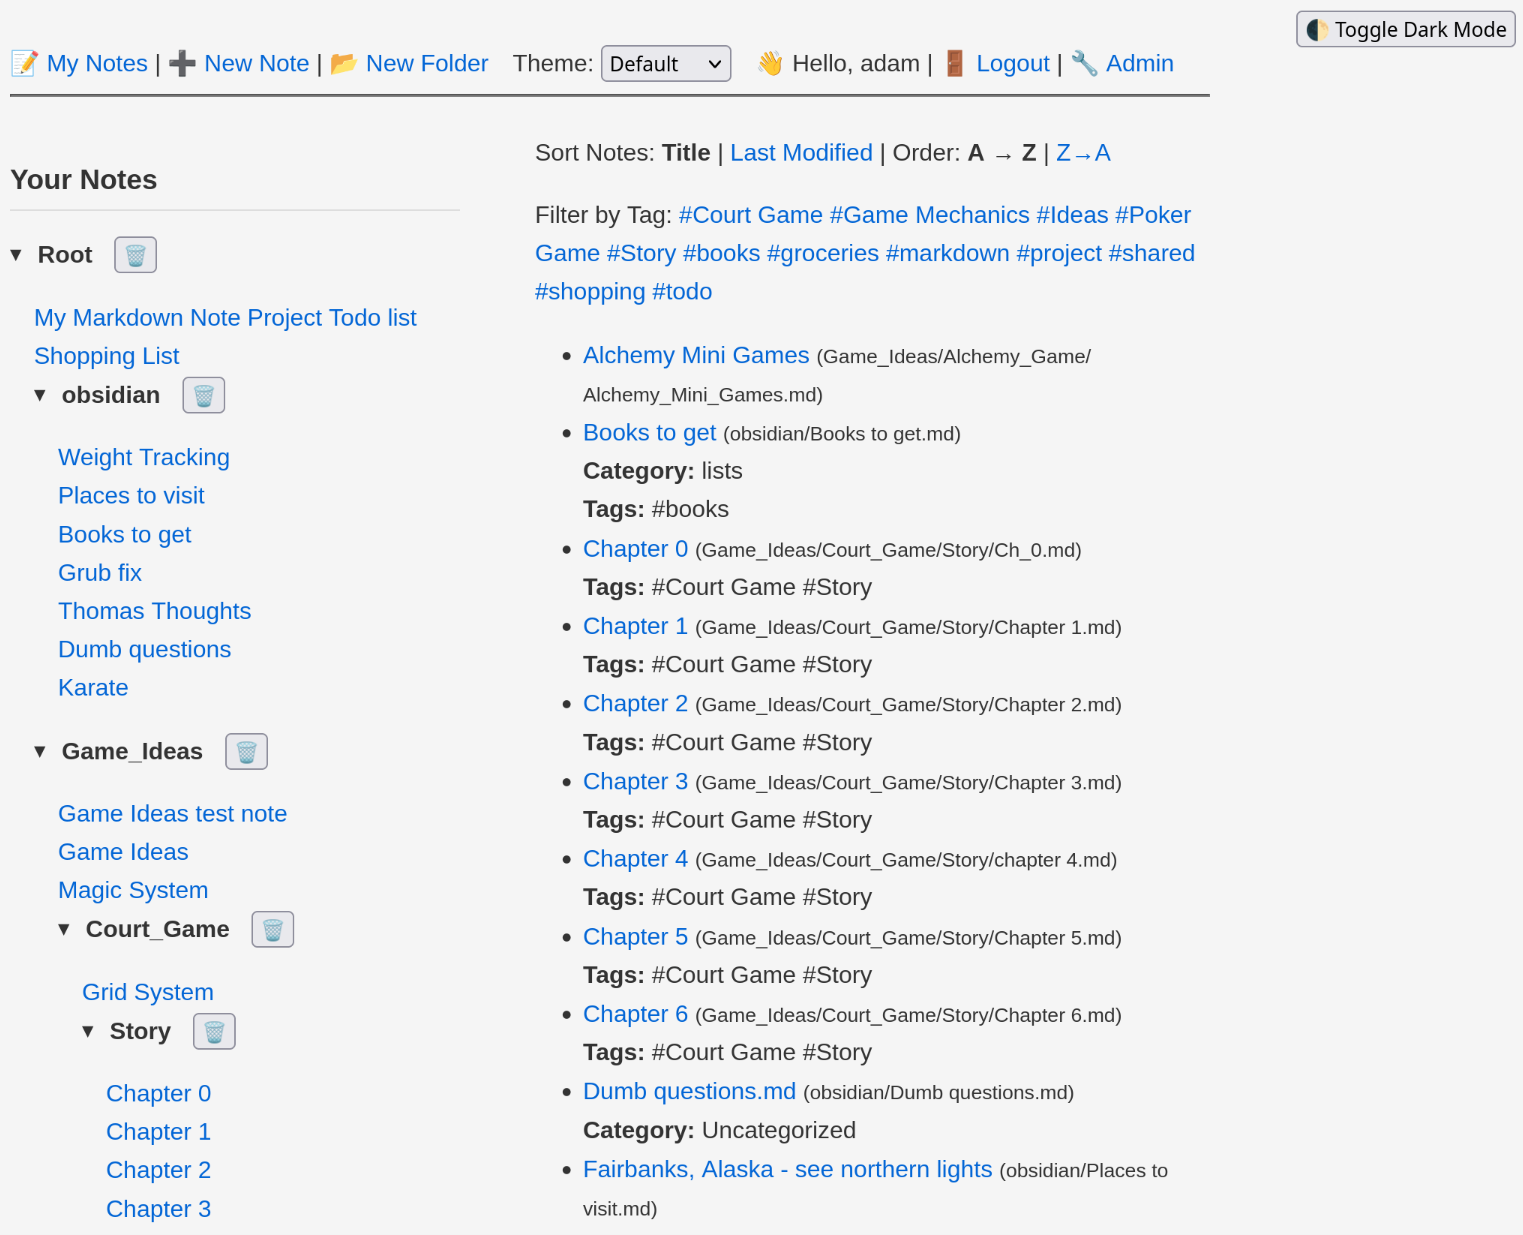 🌓 Toggle Dark Mode
📝 My Notes | ➕ New Note | 📂 New Folder Theme: Default 👋 Hello, adam | 🚪 Logout | 🔧 Admin
Your Notes
▼ Root 🗑️
My Markdown Note Project Todo list
Shopping List
▼ obsidian 🗑️
Weight Tracking
Places to visit
Books to get
Grub fix
Thomas Thoughts
Dumb questions
Karate
▼ Game_Ideas 🗑️
Game Ideas test note
Game Ideas
Magic System
▼ Court_Game 🗑️
Grid System
▼ Story 🗑️
Chapter 0
Chapter 1
Chapter 2
Chapter 3
Sort Notes: Title | Last Modified | Order: A → Z | Z→A
Filter by Tag: #Court Game #Game Mechanics #Ideas #Poker
Game #Story #books #groceries #markdown #project #shared
#shopping #todo
• Alchemy Mini Games (Game_Ideas/Alchemy_Game/
Alchemy_Mini_Games.md)
• Books to get (obsidian/Books to get.md)
Category: lists
Tags: #books
• Chapter 0 (Game_Ideas/Court_Game/Story/Ch_0.md)
Tags: #Court Game #Story
• Chapter 1 (Game_Ideas/Court_Game/Story/Chapter 1.md)
Tags: #Court Game #Story
• Chapter 2 (Game_Ideas/Court_Game/Story/Chapter 2.md)
Tags: #Court Game #Story
• Chapter 3 (Game_Ideas/Court_Game/Story/Chapter 3.md)
Tags: #Court Game #Story
• Chapter 4 (Game_Ideas/Court_Game/Story/chapter 4.md)
Tags: #Court Game #Story
• Chapter 5 (Game_Ideas/Court_Game/Story/Chapter 5.md)
Tags: #Court Game #Story
• Chapter 6 (Game_Ideas/Court_Game/Story/Chapter 6.md)
Tags: #Court Game #Story
• Dumb questions.md (obsidian/Dumb questions.md)
Category: Uncategorized
• Fairbanks, Alaska - see northern lights (obsidian/Places to
visit.md)